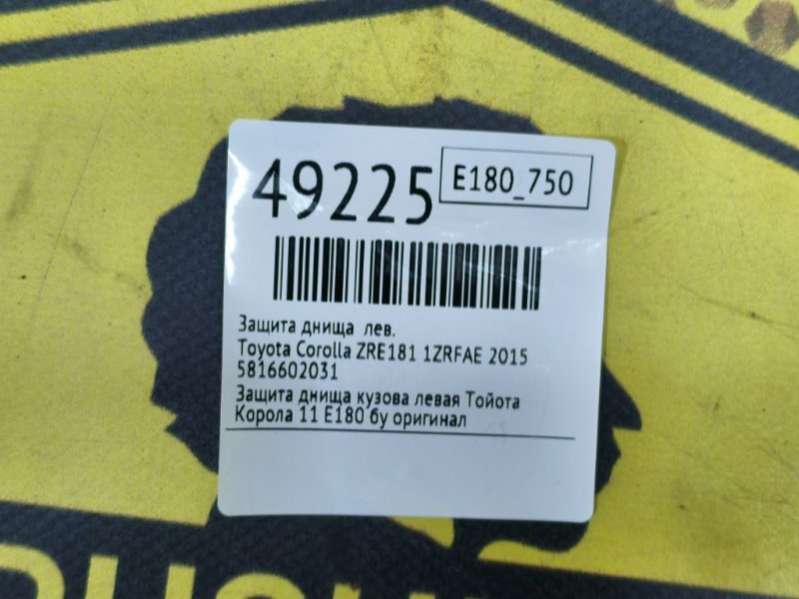 49225
E180_750
Защита днища лев.
Toyota Corolla ZRE181 1ZRFAE 2015
5816602031
Защита днища кузова левая Тойота
Корола 11 E180 бу оригинал